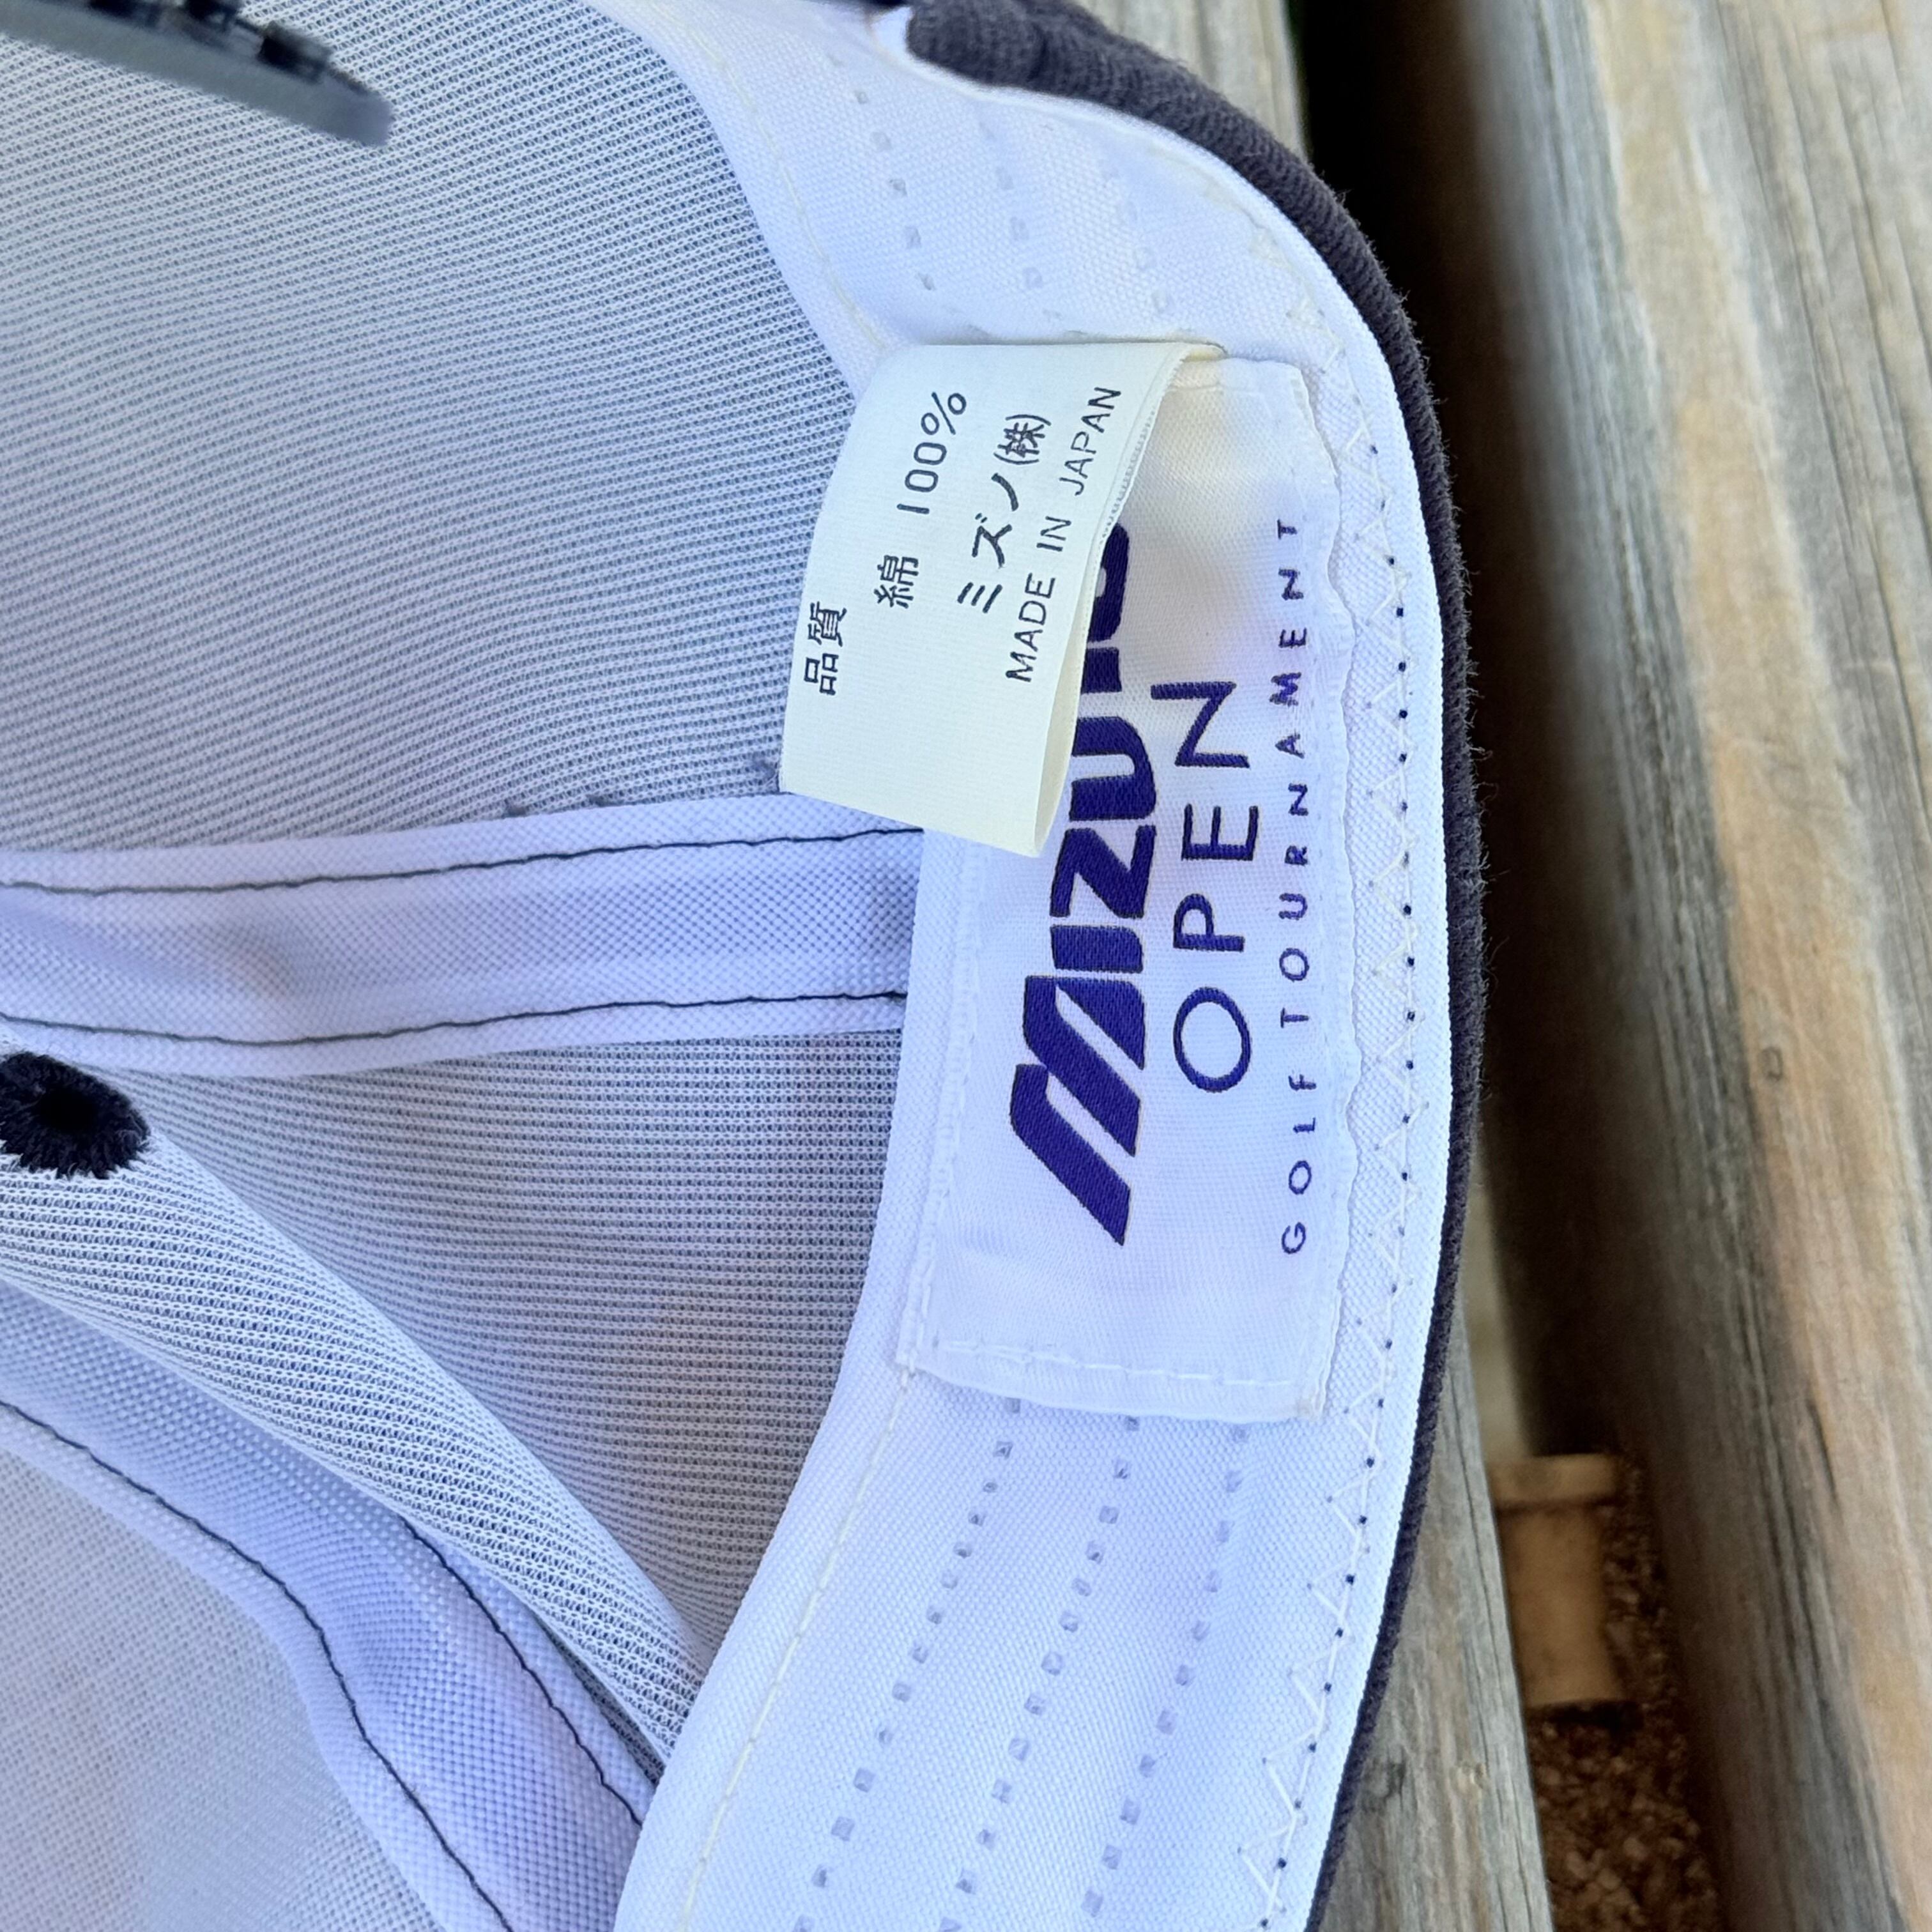 品質
綿 100%
ミズノ(株)
MADE IN JAPAN
Mizuno
OPEN
GOLF TOURNAMENT